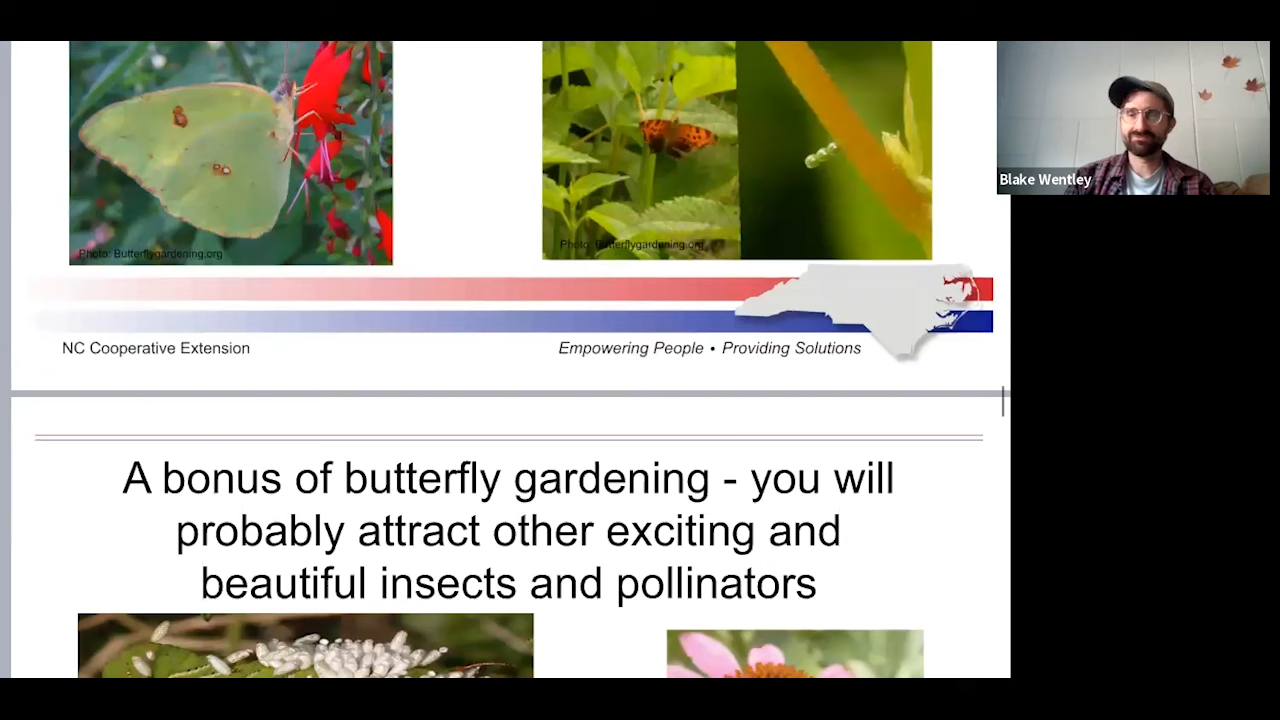 Blake Wentley
Photo: Butterflygardening.org
Photo: Butterflygardening.org
NC Cooperative Extension
Empowering People • Providing Solutions
A bonus of butterfly gardening - you will
probably attract other exciting and
beautiful insects and pollinators